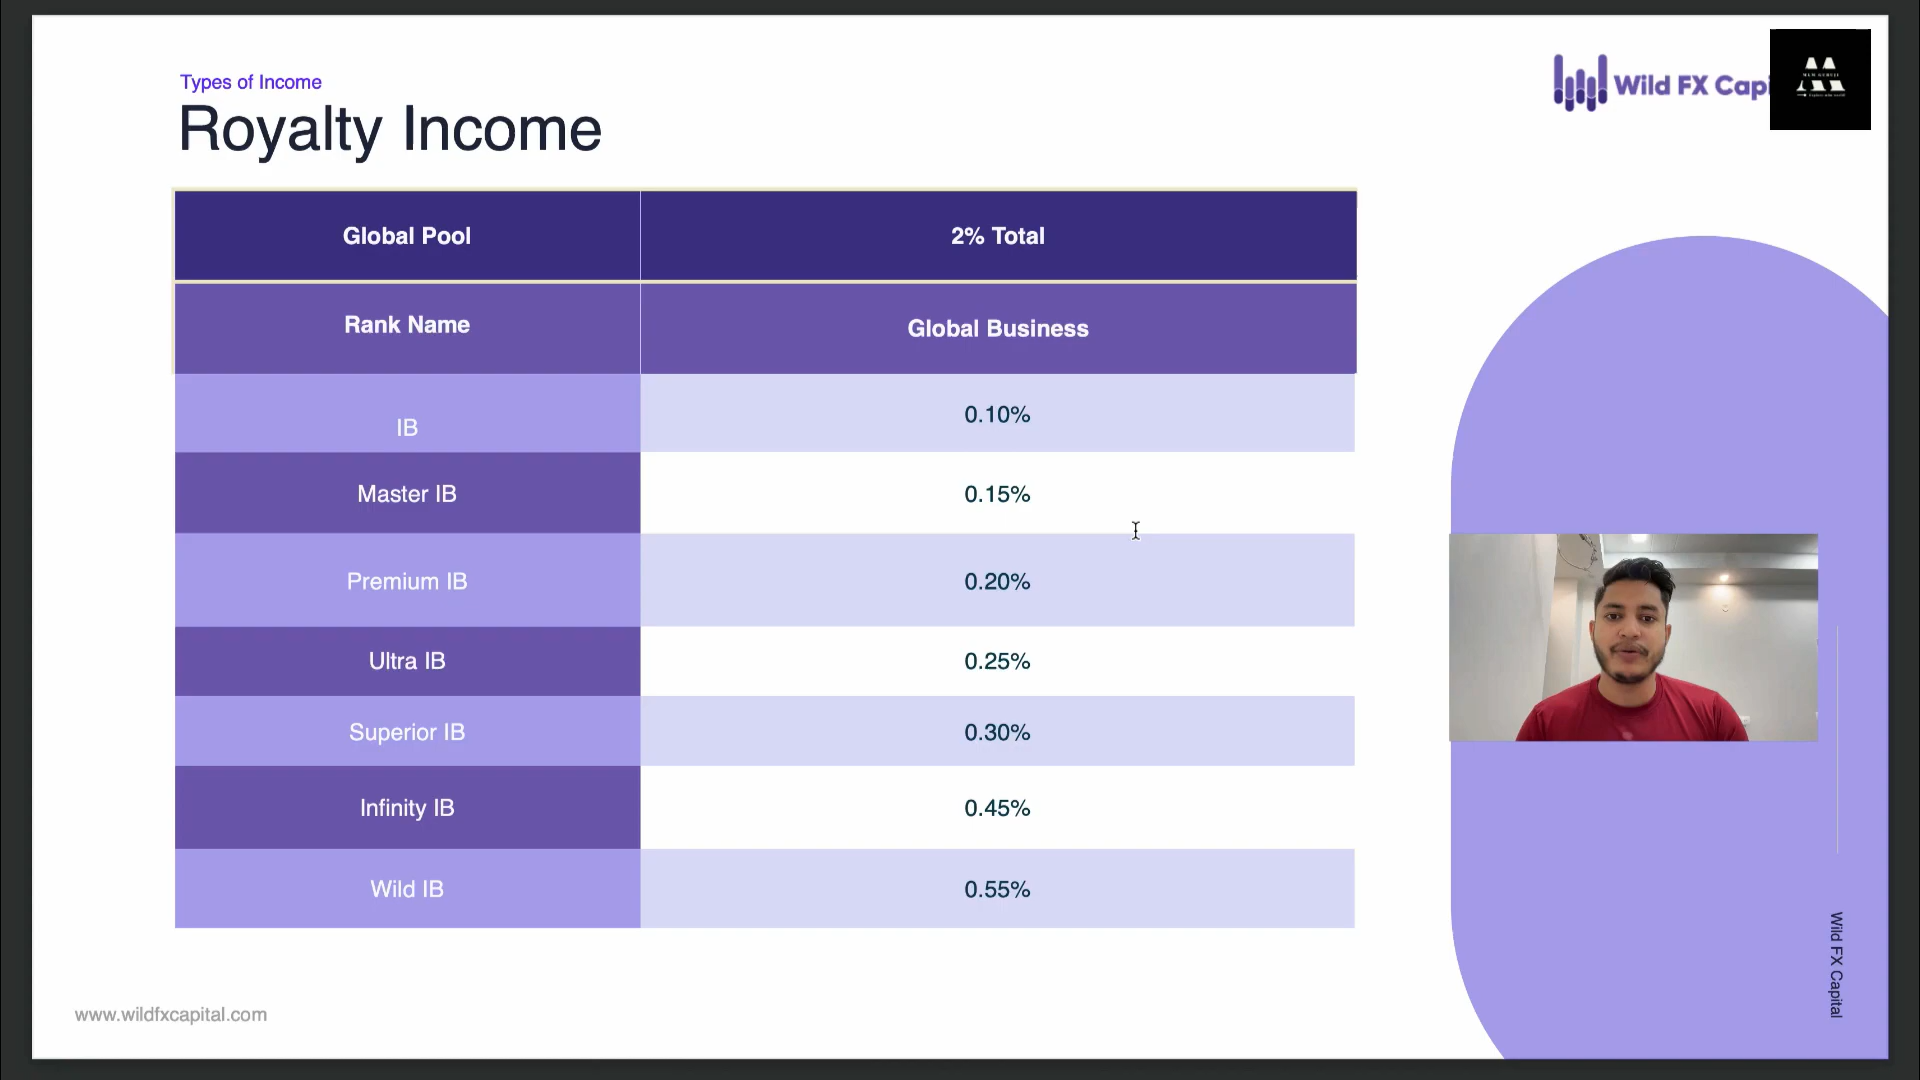 Types of Income
Royalty Income
Wild FX Capi
Global Pool 2% Total
Rank Name Global Business
IB 0.10%
Master IB 0.15%
Premium IB 0.20%
Ultra IB 0.25%
Superior IB 0.30%
Infinity IB 0.45%
Wild IB 0.55%
Wild FX Capital
www.wildfxcapital.com